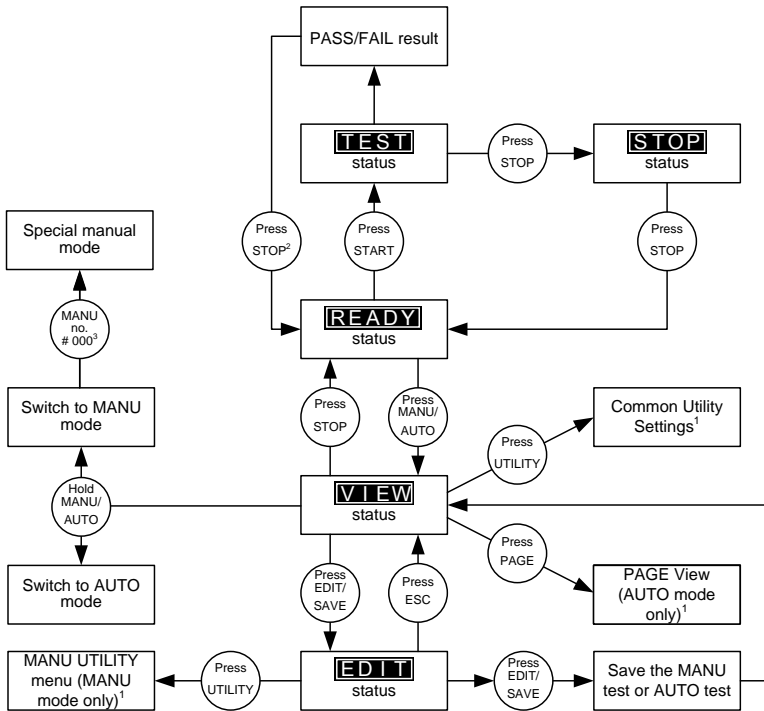 PASS/FAIL result
TEST
status
Press
STOP
STOP
status
Press
STOP²
Press
START
Press
STOP
Special manual
mode
MANU
no.
# 000³
READY
status
Switch to MANU
mode
Press
STOP
Press
MANU/
AUTO
Common Utility
Settings¹
Press
UTILITY
Hold
MANU/
AUTO
VIEW
status
Press
PAGE
Switch to AUTO
mode
Press
EDIT/
SAVE
Press
ESC
PAGE View
(AUTO mode
only)¹
MANU UTILITY
menu (MANU
mode only)¹
Press
UTILITY
EDIT
status
Press
EDIT/
SAVE
Save the MANU
test or AUTO test